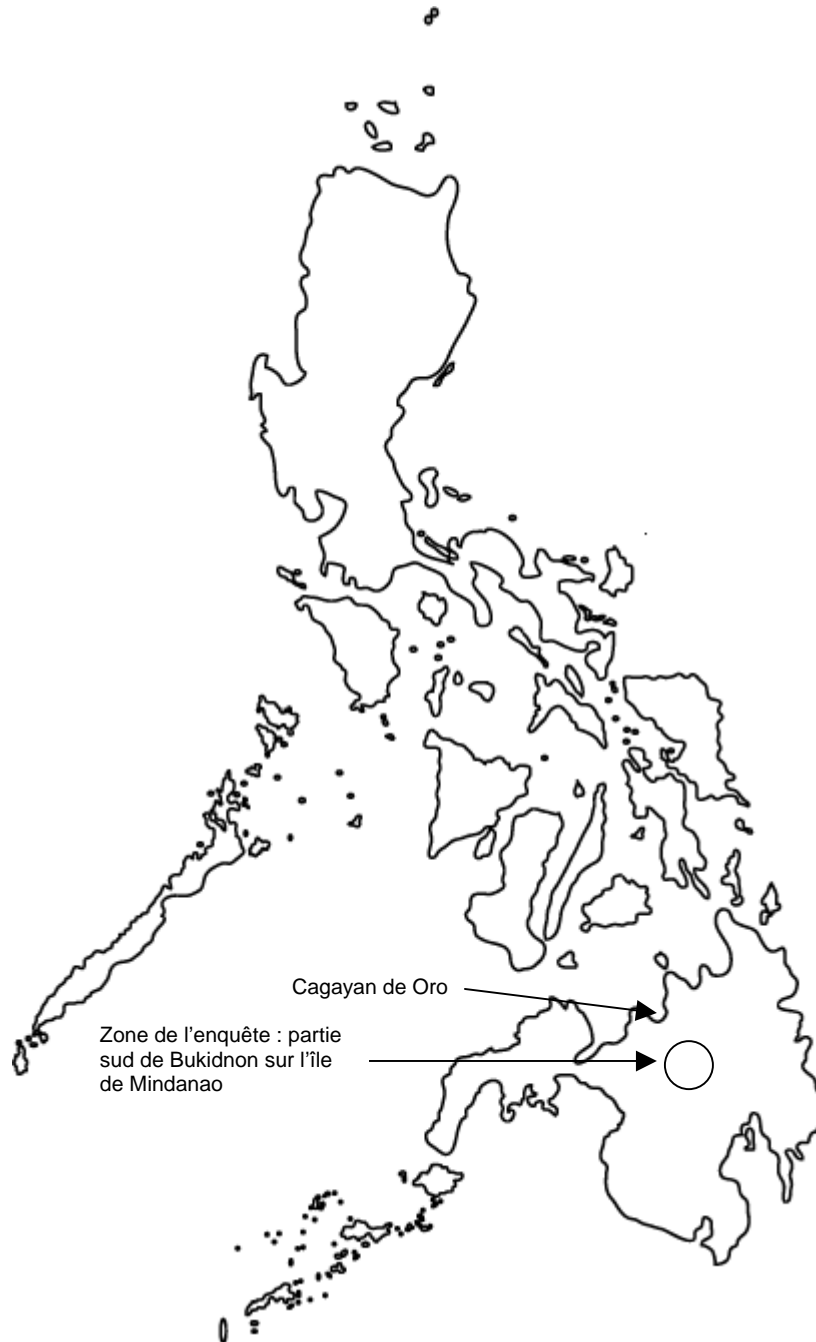 Cagayan de Oro
Zone de l’enquête : partie
sud de Bukidnon sur l’île
de Mindanao